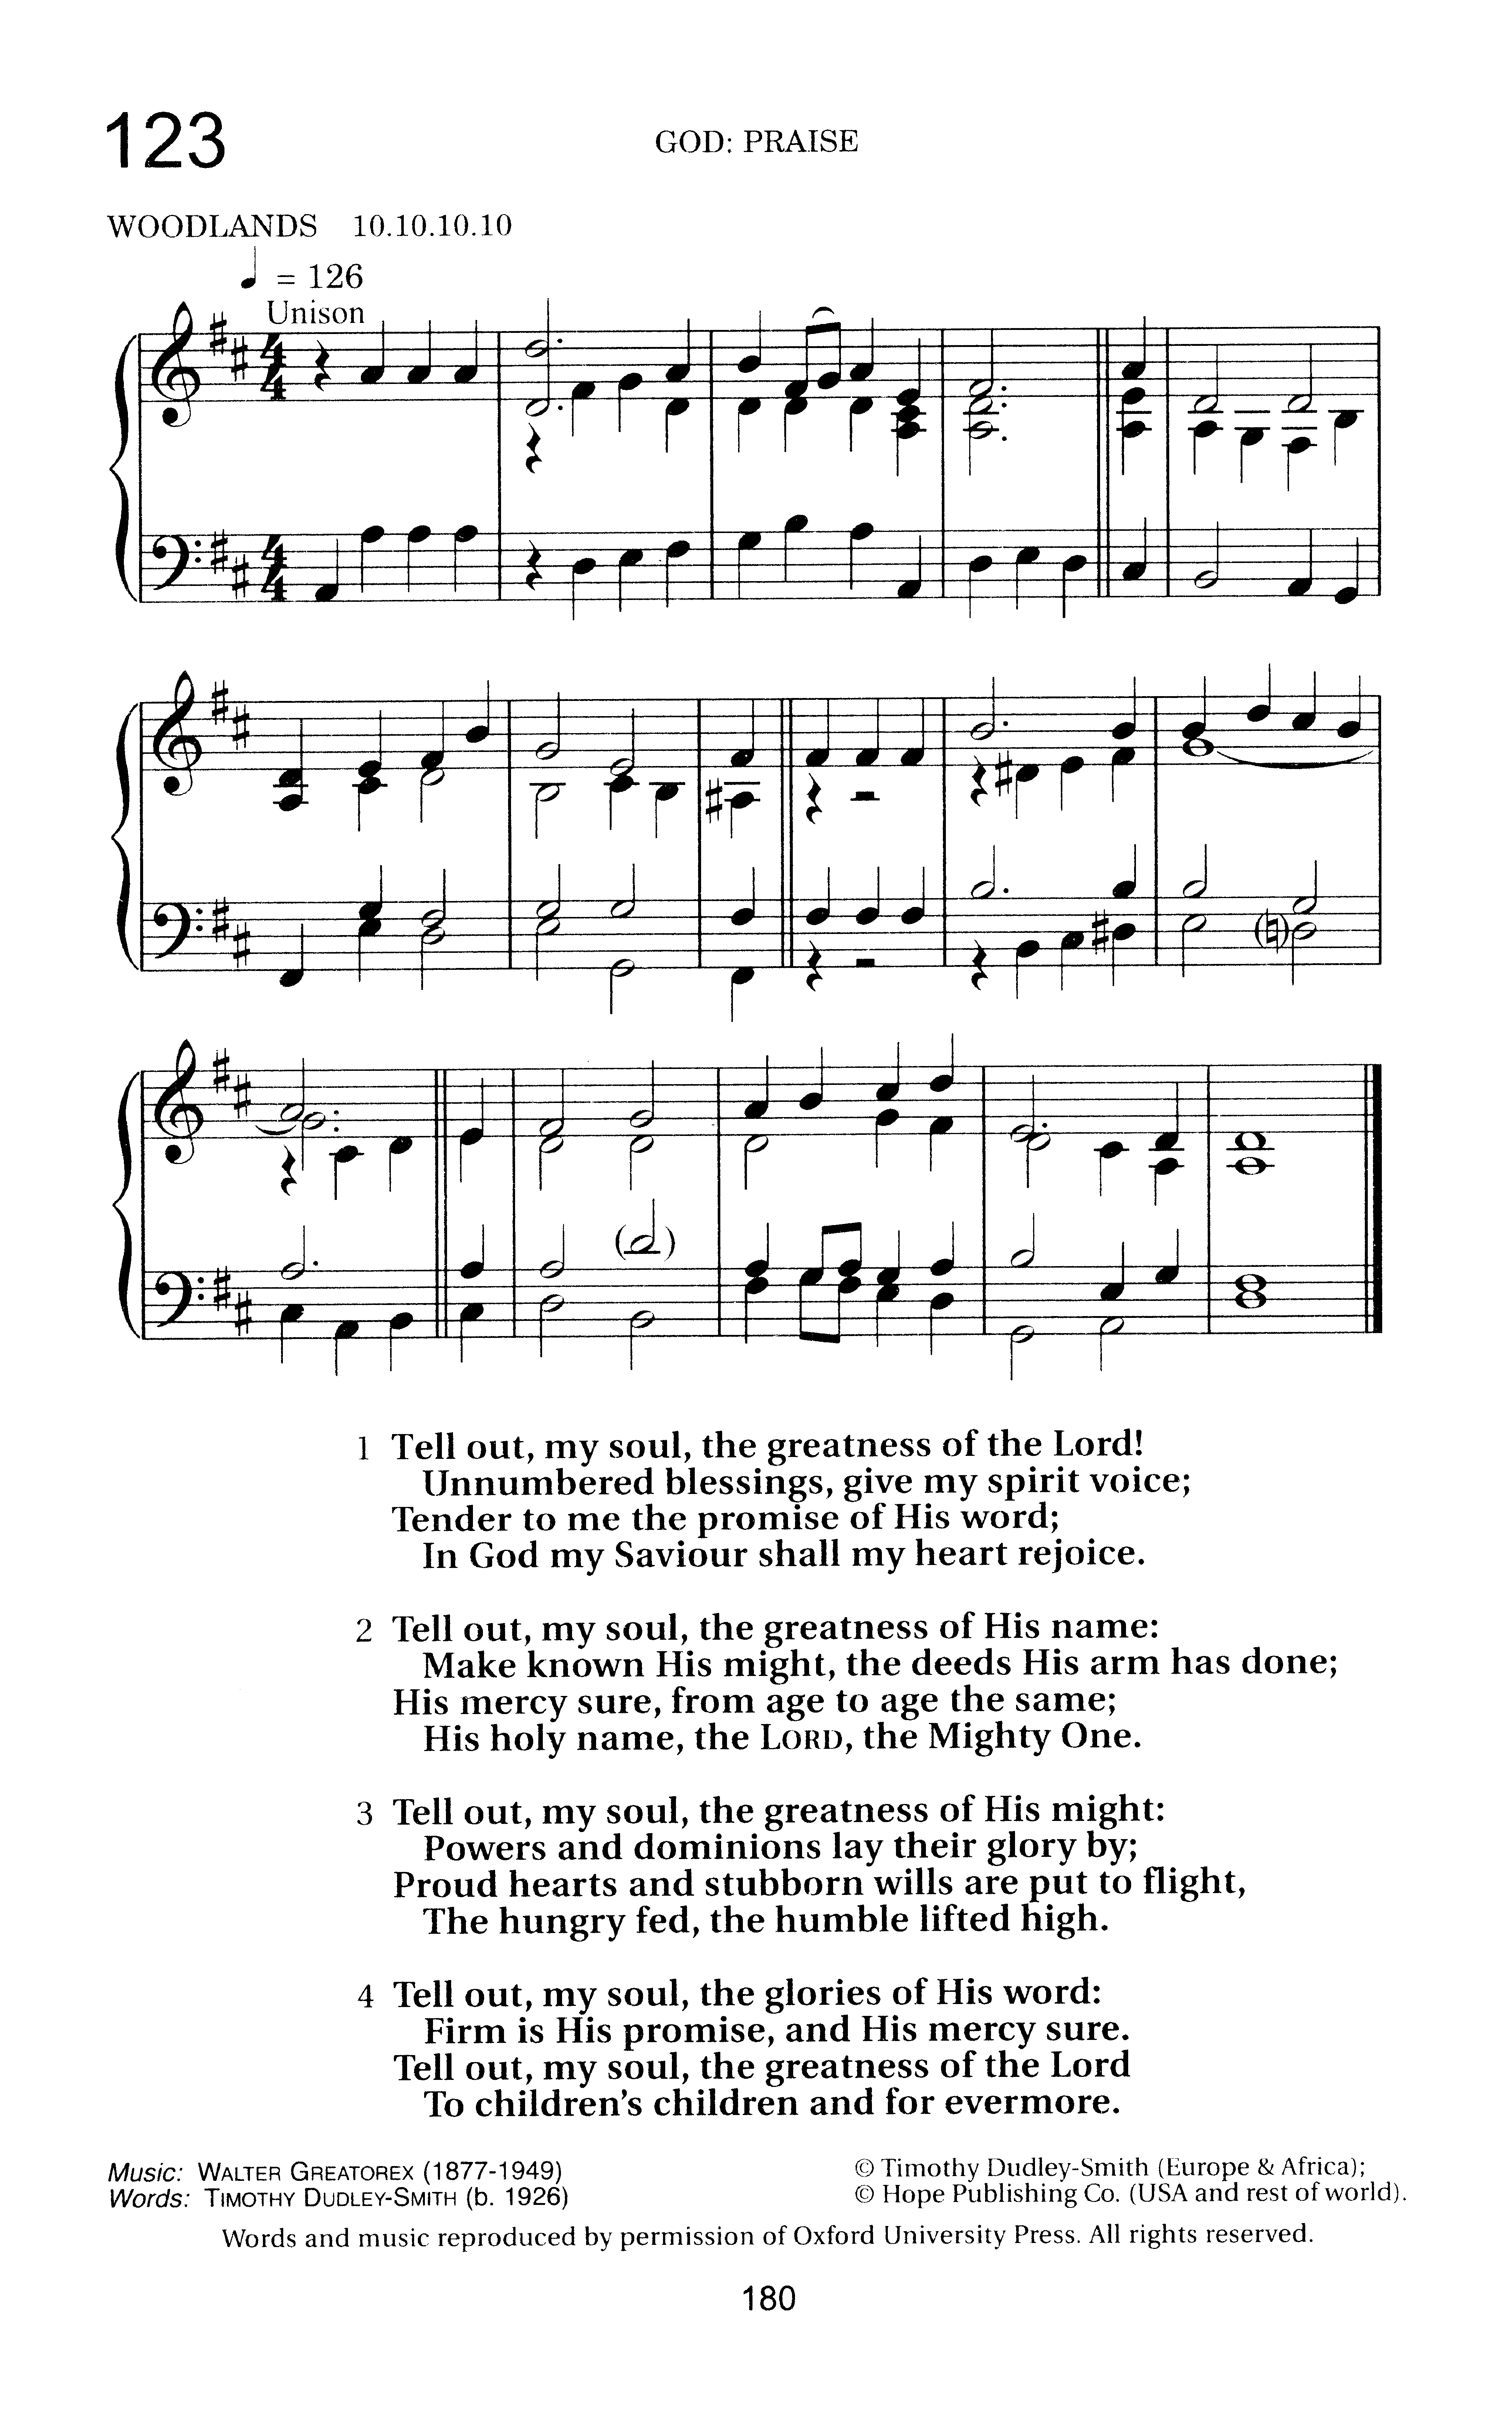 123
GOD: PRAISE
WOODLANDS 10.10.10.10
♩ = 126
Unison
1 Tell out, my soul, the greatness of the Lord!
Unnumbered blessings, give my spirit voice;
Tender to me the promise of His word;
In God my Saviour shall my heart rejoice.
2 Tell out, my soul, the greatness of His name:
Make known His might, the deeds His arm has done;
His mercy sure, from age to age the same;
His holy name, the LORD, the Mighty One.
3 Tell out, my soul, the greatness of His might:
Powers and dominions lay their glory by;
Proud hearts and stubborn wills are put to flight,
The hungry fed, the humble lifted high.
4 Tell out, my soul, the glories of His word:
Firm is His promise, and His mercy sure.
Tell out, my soul, the greatness of the Lord
To children's children and for evermore.
Music: WALTER GREATOREX (1877-1949)
Words: TIMOTHY DUDLEY-SMITH (b. 1926)
© Timothy Dudley-Smith (Europe & Africa);
© Hope Publishing Co. (USA and rest of world).
Words and music reproduced by permission of Oxford University Press. All rights reserved.
180